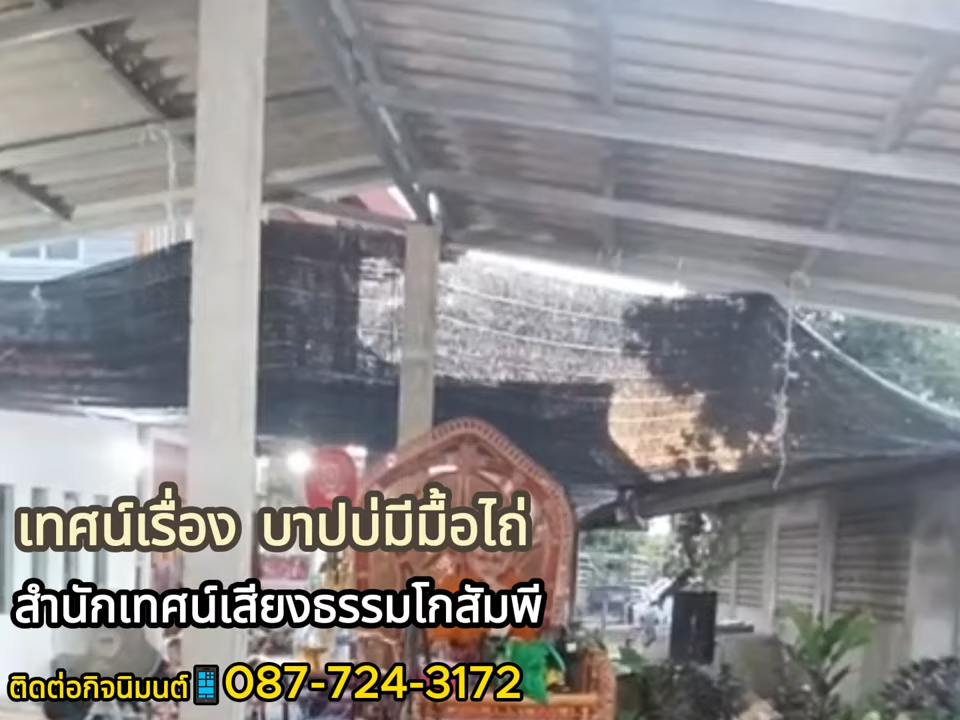 เทศน์เรื่อง บาปบ่มีมื้อไถ่
สำนักเทศน์เสียงธรรมโกสัมพี
ติดต่อกิจนิมนต์📱087-724-3172